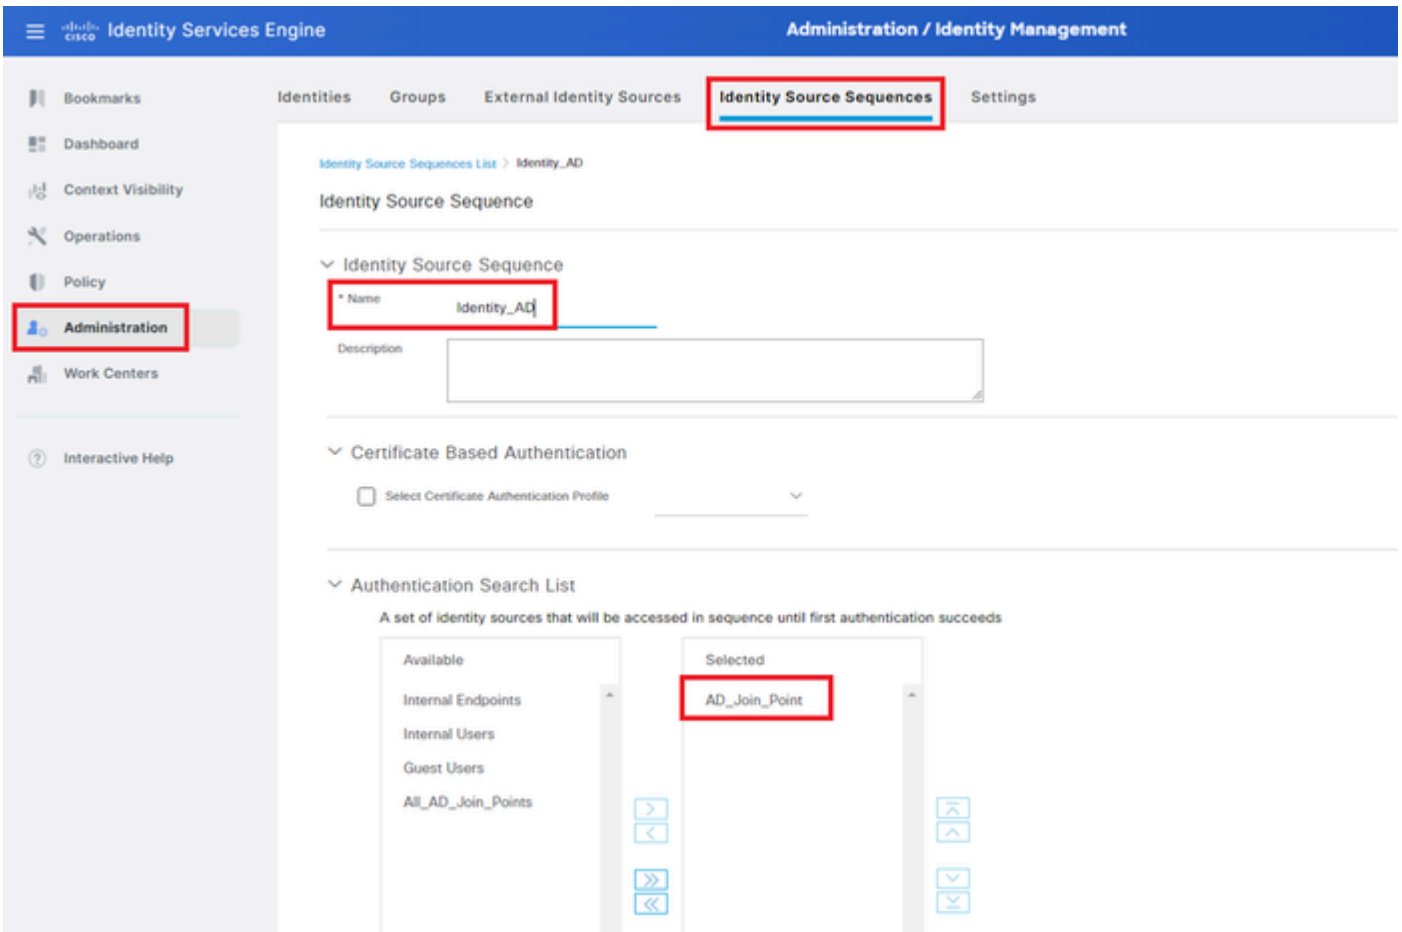 cisco Identity Services Engine
Administration / Identity Management
Bookmarks
Dashboard
Context Visibility
Operations
Policy
Administration
Work Centers
Interactive Help
Identities Groups External Identity Sources Identity Source Sequences Settings
Identity Source Sequences List > Identity_AD
Identity Source Sequence
Identity Source Sequence
* Name Identity_AD
Description
Certificate Based Authentication
Select Certificate Authentication Profile
Authentication Search List
A set of identity sources that will be accessed in sequence until first authentication succeeds
Available
Internal Endpoints
Internal Users
Guest Users
All_AD_Join_Points
Selected
AD_Join_Point